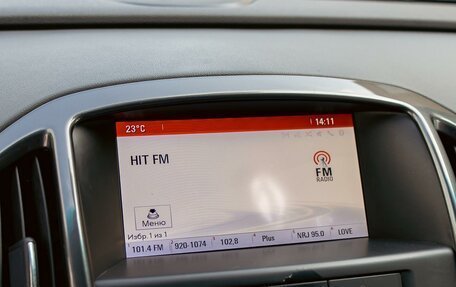 23°C 14:11
HIT FM
FM
RADIO
Меню
Избр.1 из 1
101.4 FM 920-1074 102,8 Plus NRJ 95.0 LOVE